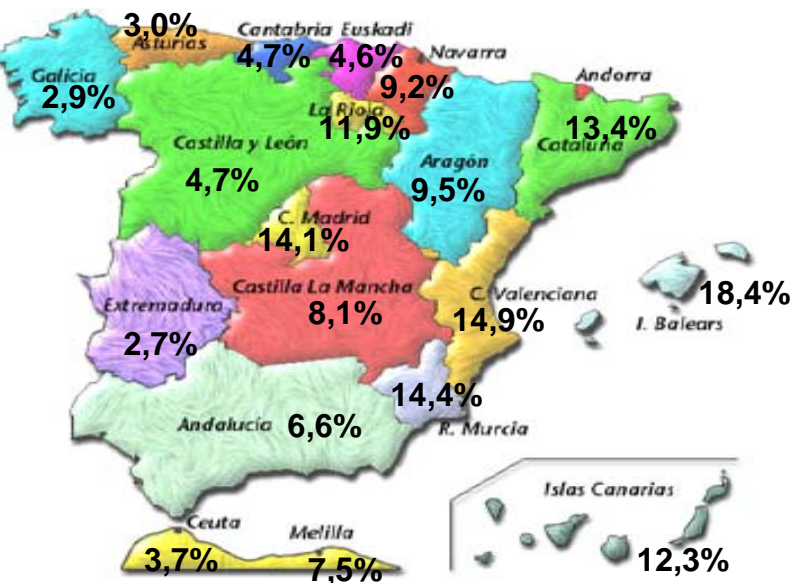 3,0%
Asturias
Cantabria
4,7%
Euskadi
4,6%
Navarra
9,2%
Galicia
2,9%
La Rioja
11,9%
Andorra
13,4%
Cataluña
Castilla y León
4,7%
Aragón
9,5%
C. Madrid
14,1%
Castilla La Mancha
8,1%
C. Valenciana
14,9%
18,4%
I. Balears
Extremadura
2,7%
14,4%
R. Murcia
Andalucía 6,6%
Islas Canarias
12,3%
Ceuta
3,7%
Melilla
7,5%